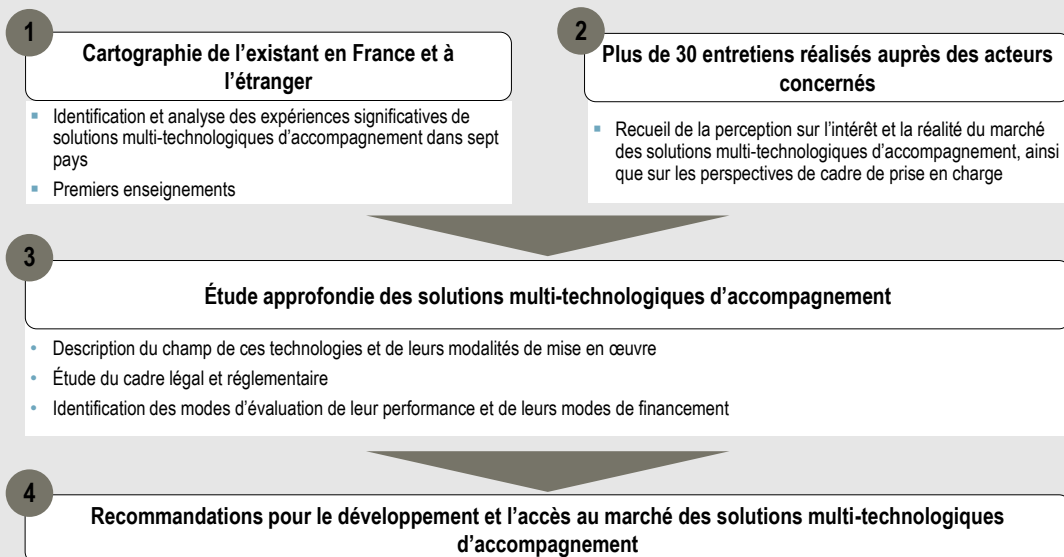 1
Cartographie de l’existant en France et à
l’étranger
▪ Identification et analyse des expériences significatives de
solutions multi-technologiques d’accompagnement dans sept
pays
▪ Premiers enseignements
2
Plus de 30 entretiens réalisés auprès des acteurs
concernés
▪ Recueil de la perception sur l’intérêt et la réalité du marché
des solutions multi-technologiques d’accompagnement, ainsi
que sur les perspectives de cadre de prise en charge
3
Étude approfondie des solutions multi-technologiques d’accompagnement
• Description du champ de ces technologies et de leurs modalités de mise en œuvre
• Étude du cadre légal et réglementaire
• Identification des modes d’évaluation de leur performance et de leurs modes de financement
4
Recommandations pour le développement et l’accès au marché des solutions multi-technologiques
d’accompagnement